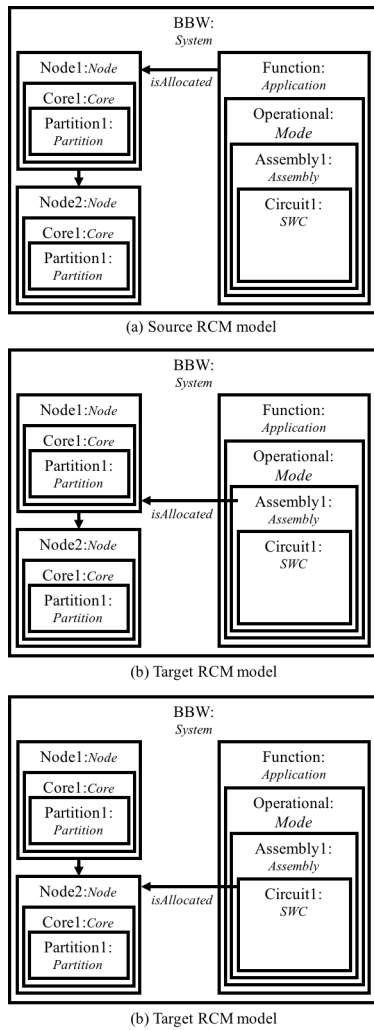 BBW:
System
Node1:Node
Function:
Application
isAllocated
Core1:Core
Operational:
Mode
Partition1:
Partition
Assembly1:
Assembly
Node2:Node
Circuit1:
SWC
Core1:Core
Partition1:
Partition
(a) Source RCM model
BBW:
System
Node1:Node
Function:
Application
Core1:Core
Operational:
Mode
Partition1:
Partition
Assembly1:
Assembly
isAllocated
Node2:Node
Circuit1:
SWC
Core1:Core
Partition1:
Partition
(b) Target RCM model
BBW:
System
Node1:Node
Function:
Application
Core1:Core
Operational:
Mode
Partition1:
Partition
Assembly1:
Assembly
Node2:Node
isAllocated
Circuit1:
SWC
Core1:Core
Partition1:
Partition
(b) Target RCM model